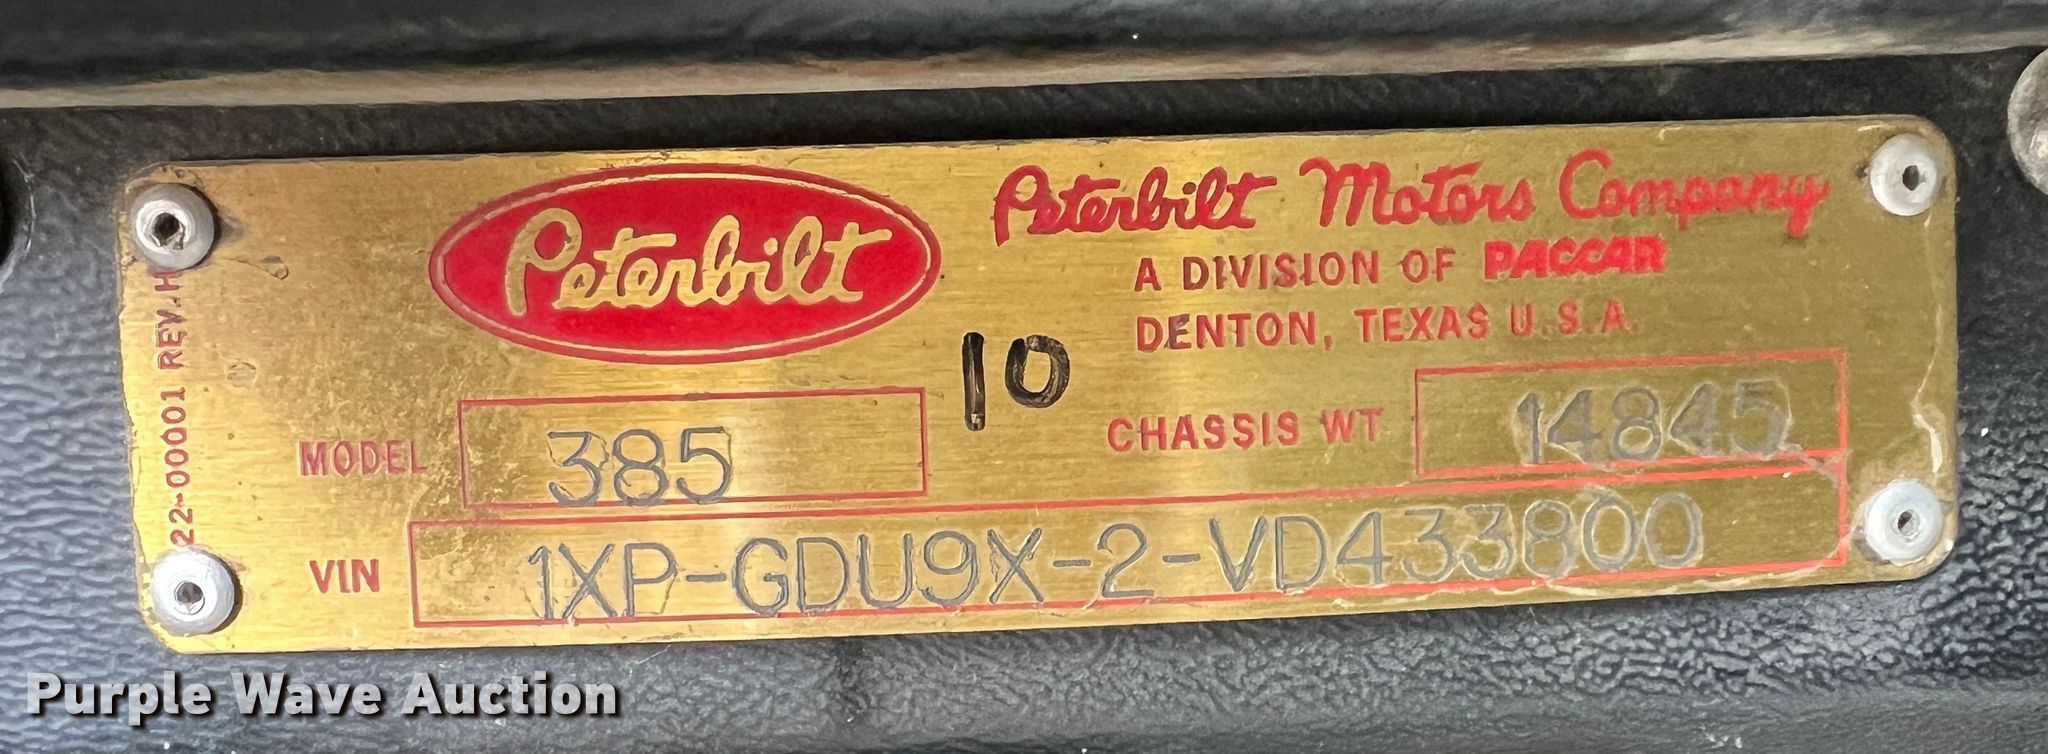 22-00001 REV.H
Peterbilt
Peterbilt Motors Company
A DIVISION OF PACCAR
DENTON, TEXAS U.S.A.
10
MODEL 385
CHASSIS WT 14845
VIN 1XP-GDU9X-2-VD433800
Purple Wave Auction